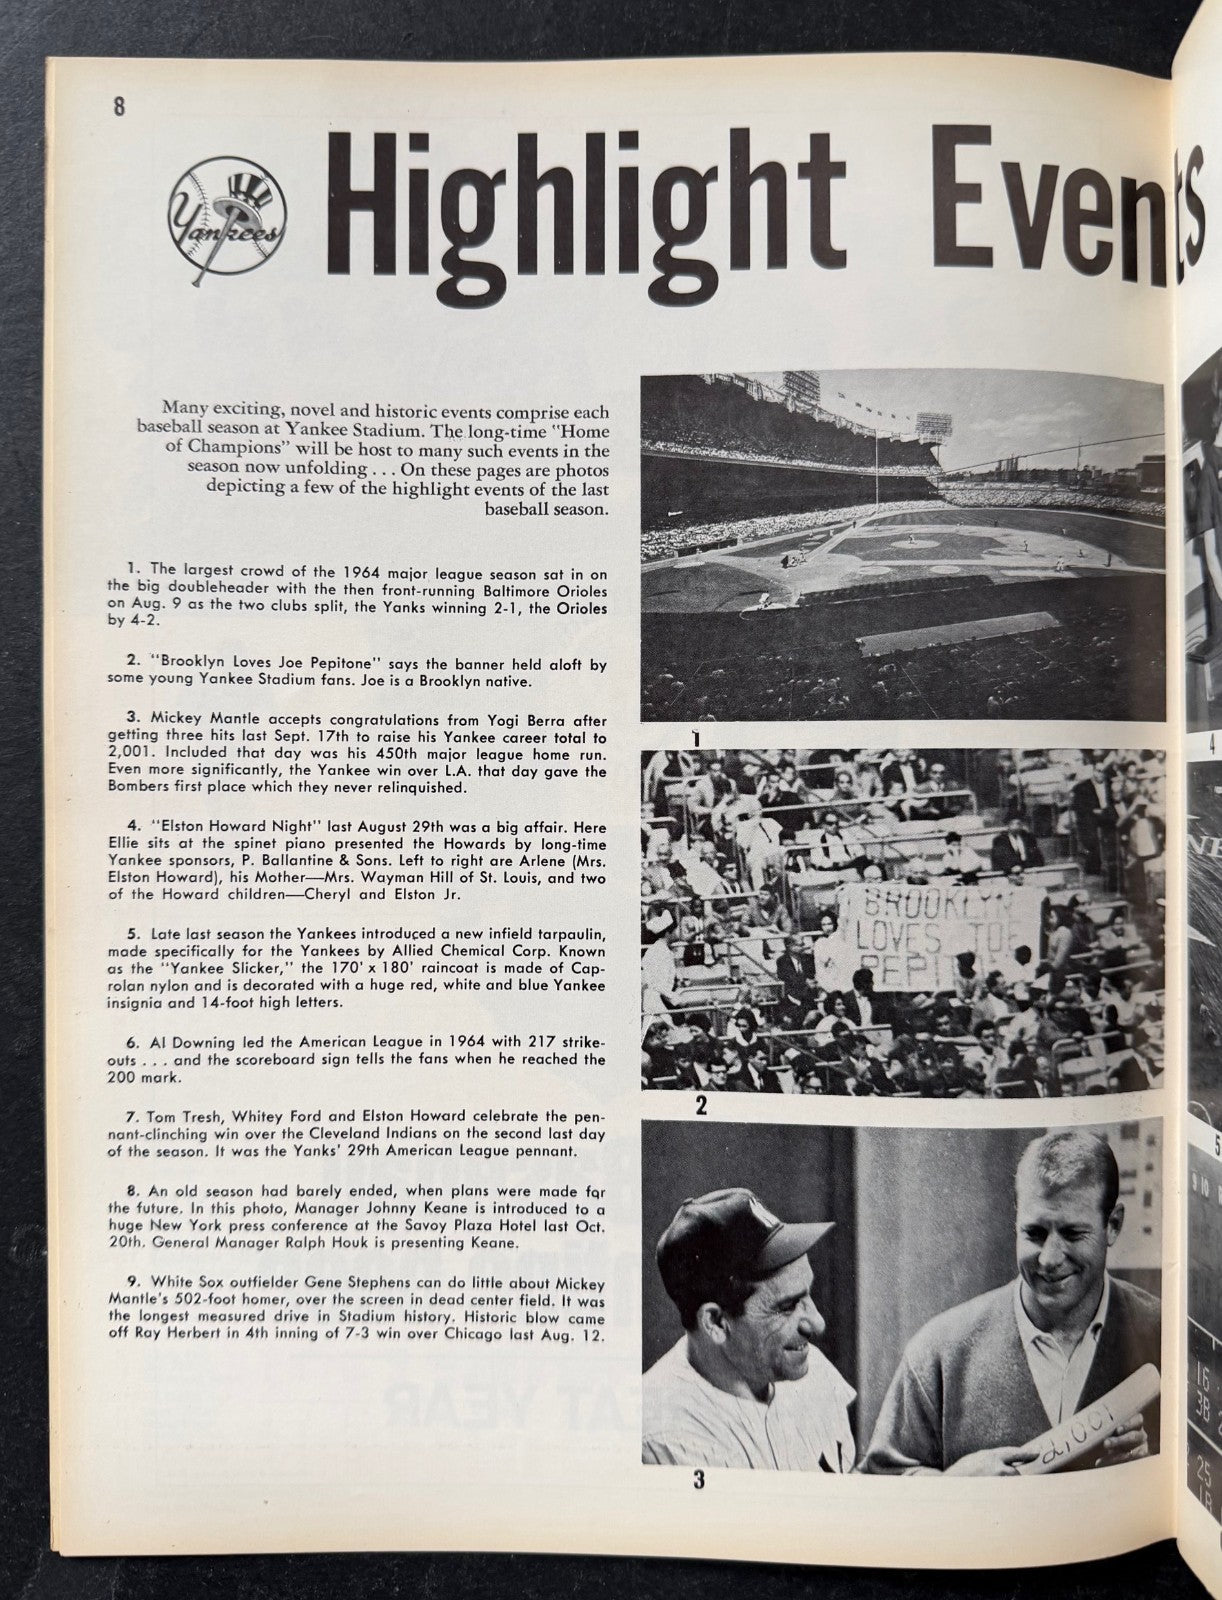 8
Yankees
Highlight Events
Many exciting, novel and historic events comprise each
baseball season at Yankee Stadium. The long-time "Home
of Champions" will be host to many such events in the
season now unfolding . . . On these pages are photos
depicting a few of the highlight events of the last
baseball season.
1. The largest crowd of the 1964 major league season sat in on
the big doubleheader with the then front-running Baltimore Orioles
on Aug. 9 as the two clubs split, the Yanks winning 2-1, the Orioles
by 4-2.
2. "Brooklyn Loves Joe Pepitone" says the banner held aloft by
some young Yankee Stadium fans. Joe is a Brooklyn native.
3. Mickey Mantle accepts congratulations from Yogi Berra after
getting three hits last Sept. 17th to raise his Yankee career total to
2,001. Included that day was his 450th major league home run.
Even more significantly, the Yankee win over L.A. that day gave the
Bombers first place which they never relinquished.
4. "Elston Howard Night" last August 29th was a big affair. Here
Ellie sits at the spinet piano presented the Howards by long-time
Yankee sponsors, P. Ballantine & Sons. Left to right are Arlene (Mrs.
Elston Howard), his Mother—Mrs. Wayman Hill of St. Louis, and two
of the Howard children—Cheryl and Elston Jr.
5. Late last season the Yankees introduced a new infield tarpaulin,
made specifically for the Yankees by Allied Chemical Corp. Known
as the "Yankee Slicker," the 170' x 180' raincoat is made of Cap-
rolan nylon and is decorated with a huge red, white and blue Yankee
insignia and 14-foot high letters.
6. Al Downing led the American League in 1964 with 217 strike-
outs . . . and the scoreboard sign tells the fans when he reached the
200 mark.
7. Tom Tresh, Whitey Ford and Elston Howard celebrate the pen-
nant-clinching win over the Cleveland Indians on the second last day
of the season. It was the Yanks' 29th American League pennant.
8. An old season had barely ended, when plans were made for
the future. In this photo, Manager Johnny Keane is introduced to a
huge New York press conference at the Savoy Plaza Hotel last Oct.
20th. General Manager Ralph Houk is presenting Keane.
9. White Sox outfielder Gene Stephens can do little about Mickey
Mantle's 502-foot homer, over the screen in dead center field. It was
the longest measured drive in Stadium history. Historic blow came
off Ray Herbert in 4th inning of 7-3 win over Chicago last Aug. 12.
1
BROOKLYN
LOVES JOE
PEPIT
2
2,001
3
4
NE
5
9 10
16
3B
25
1B